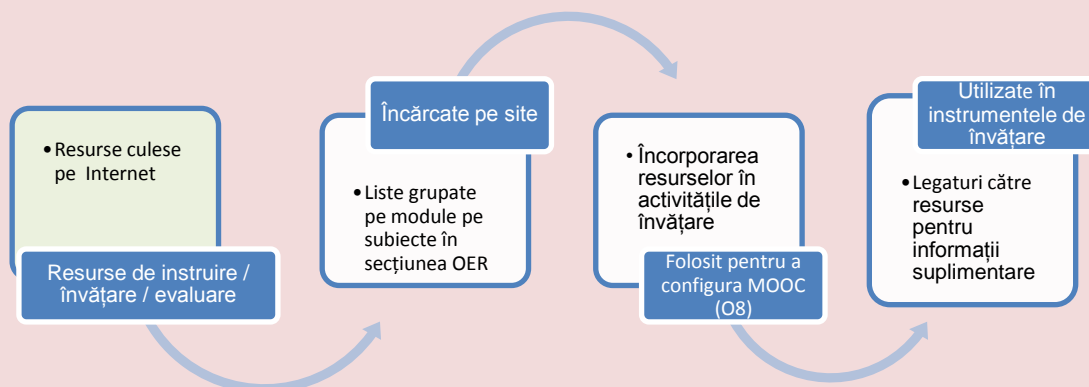 • Resurse culese
pe Internet
Resurse de instruire /
învățare / evaluare
Încărcate pe site
• Liste grupate
pe module pe
subiecte în
secțiunea OER
• Încorporarea
resurselor în
activitățile de
învățare
Folosit pentru a
configura MOOC
(O8)
Utilizate în
instrumentele de
învățare
• Legaturi către
resurse
pentru
informații
suplimentare